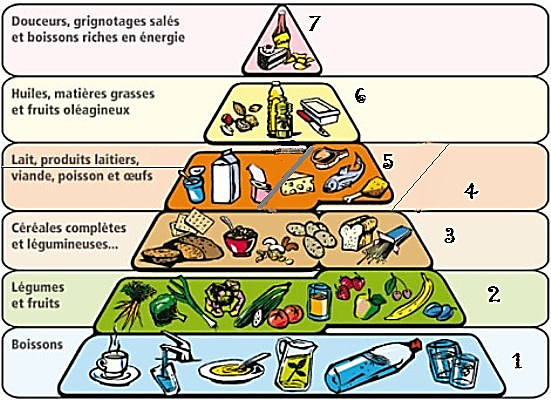 Douceurs, grignotages salés
et boissons riches en énergie
7
Huiles, matières grasses
et fruits oléagineux
6
Lait, produits laitiers,
viande, poisson et œufs
5
4
Céréales complètes
et légumineuses...
3
Légumes
et fruits
2
Boissons
1